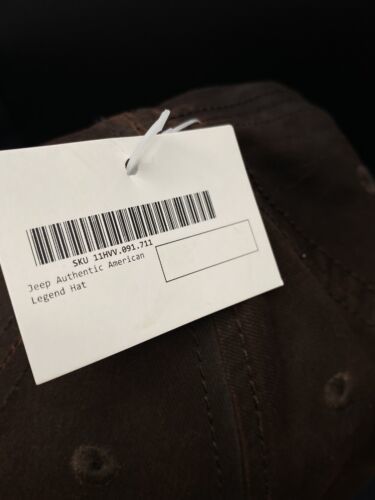 SKU 11HVV.091.711
Jeep Authentic American
Legend Hat